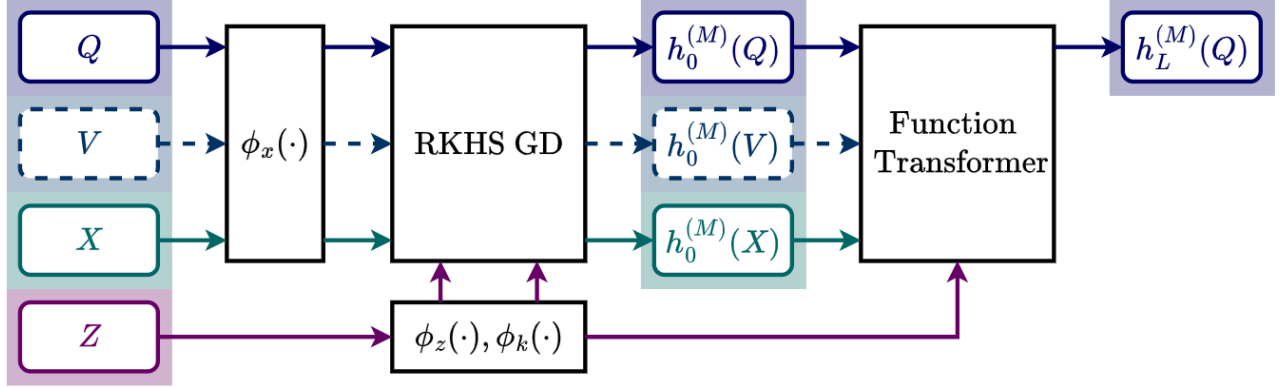 Q
h_0^{(M)}(Q)
h_L^{(M)}(Q)
V
ϕ_x(·)
RKHS GD
h_0^{(M)}(V)
Function
Transformer
X
h_0^{(M)}(X)
Z
ϕ_z(·), ϕ_k(·)